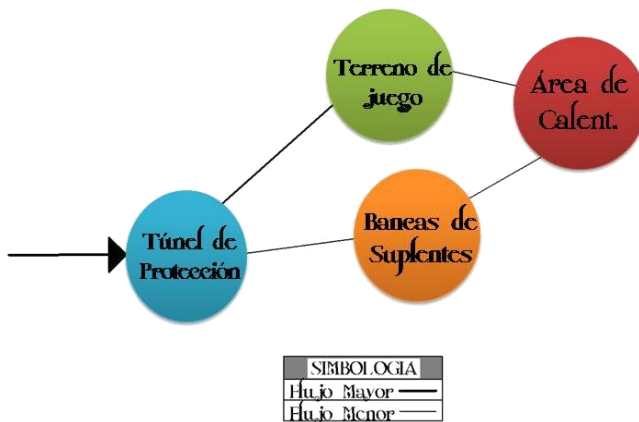 Terreno de
juego
Área de
Calent.
Túnel de
Protección
Bancas de
Suplentes
SIMBOLOGIA
Flujo Mayor
Flujo Menor